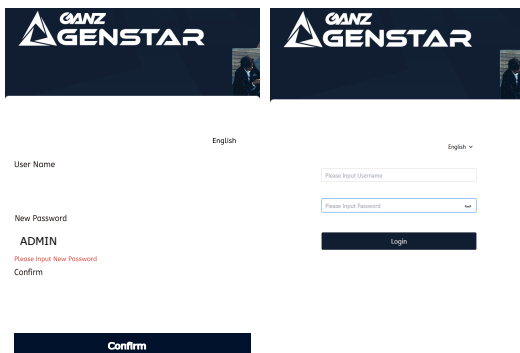 GANZ
GENSTAR
English
User Name
New Password
ADMIN
Please Input New Password
Confirm
Confirm
GANZ
GENSTAR
English
Please Input Username
Please Input Password
Login